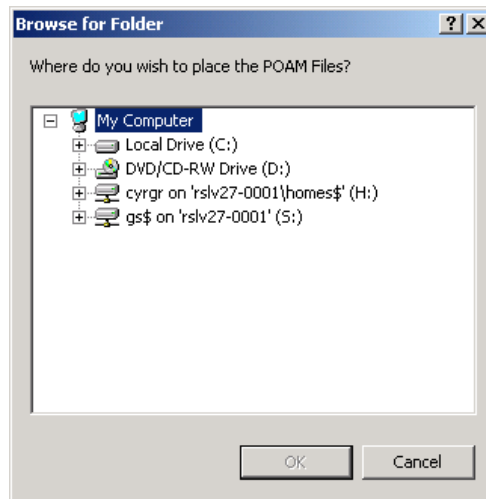 Browse for Folder
Where do you wish to place the POAM Files?
My Computer
Local Drive (C:)
DVD/CD-RW Drive (D:)
cyrgr on 'rslv27-0001\homes$' (H:)
gs$ on 'rslv27-0001' (S:)
OK Cancel